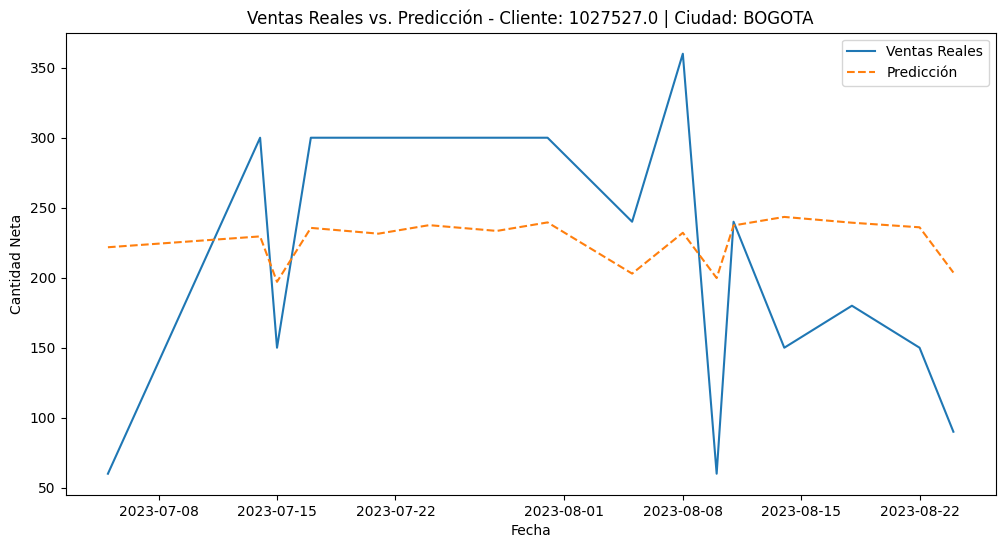 Ventas Reales vs. Predicción - Cliente: 1027527.0 | Ciudad: BOGOTA
Ventas Reales
Predicción
Cantidad Neta
350
300
250
200
150
100
50
2023-07-08
2023-07-15
2023-07-22
2023-08-01
2023-08-08
2023-08-15
2023-08-22
Fecha